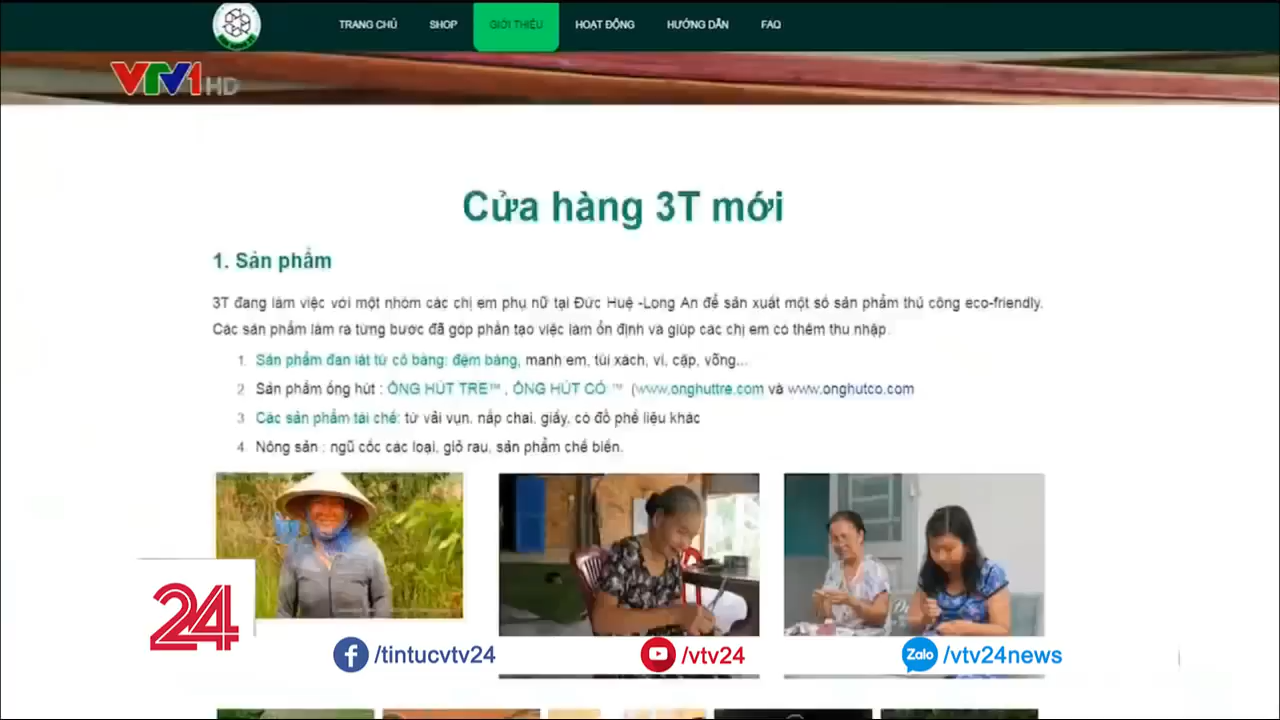 TRANG CHỦ SHOP GIỚI THIỆU HOẠT ĐỘNG HƯỚNG DẪN FAQ
VTV1 HD
Cửa hàng 3T mới
1. Sản phẩm
3T đang làm việc với một nhóm các chị em phụ nữ tại Đức Huệ -Long An để sản xuất một số sản phẩm thủ công eco-friendly.
Các sản phẩm làm ra từng bước đã góp phần tạo việc làm ổn định và giúp các chị em có thêm thu nhập.
1. Sản phẩm đan lát từ cỏ bàng: đệm bàng, manh em, túi xách, ví, cặp, võng...
2. Sản phẩm ống hút : ỐNG HÚT TRE™ , ỐNG HÚT CỎ ™ (www.onghuttre.com và www.onghutco.com
3. Các sản phẩm tái chế: từ vải vụn, nắp chai, giấy, có đồ phế liệu khác
4. Nông sản : ngũ cốc các loại, giỏ rau, sản phẩm chế biến.
24
/tintucvtv24 /vtv24 Zalo /vtv24news